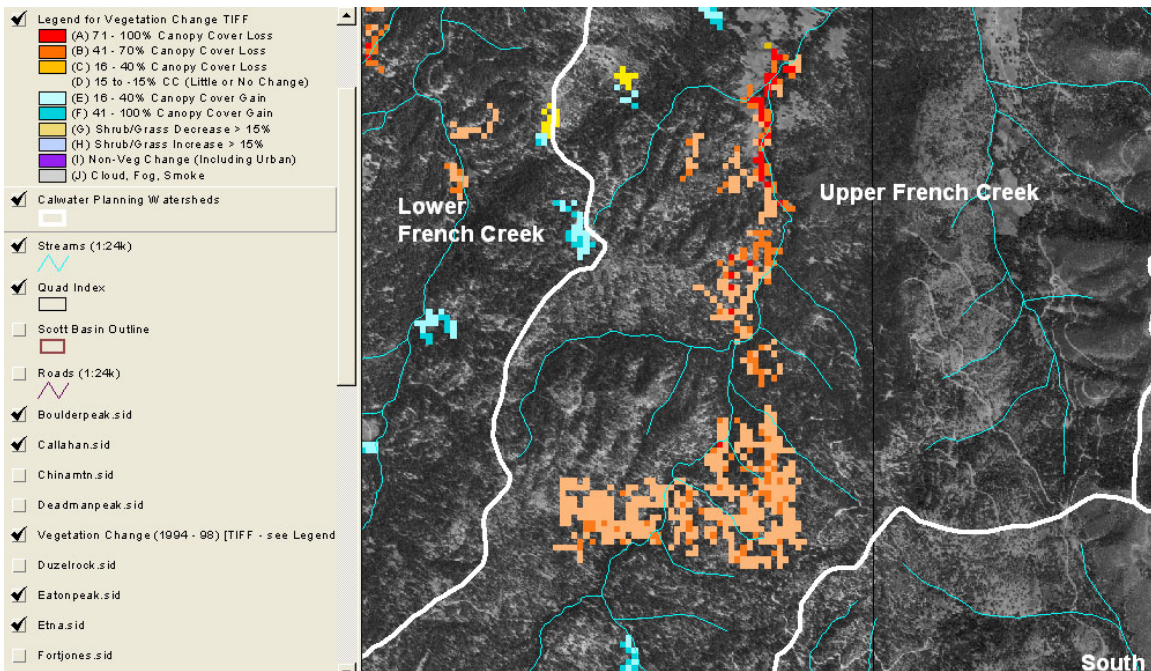 Legend for Vegetation Change TIFF
(A) 71 - 100% Canopy Cover Loss
(B) 41 - 70% Canopy Cover Loss
(C) 16 - 40% Canopy Cover Loss
(D) 15 to -15% CC (Little or No Change)
(E) 16 - 40% Canopy Cover Gain
(F) 41 - 100% Canopy Cover Gain
(G) Shrub/Grass Decrease > 15%
(H) Shrub/Grass Increase > 15%
(I) Non-Veg Change (Including Urban)
(J) Cloud, Fog, Smoke
Calwater Planning Watersheds
Streams (1:24k)
Quad Index
Scott Basin Outline
Roads (1:24k)
Boulderpeak.sid
Callahan.sid
Chinamtn.sid
Deadmanpeak.sid
Vegetation Change (1994 - 98) [TIFF - see Legend
Duzelrock.sid
Eatonpeak.sid
Etna.sid
Fortjones.sid
Lower
French Creek
Upper French Creek
South